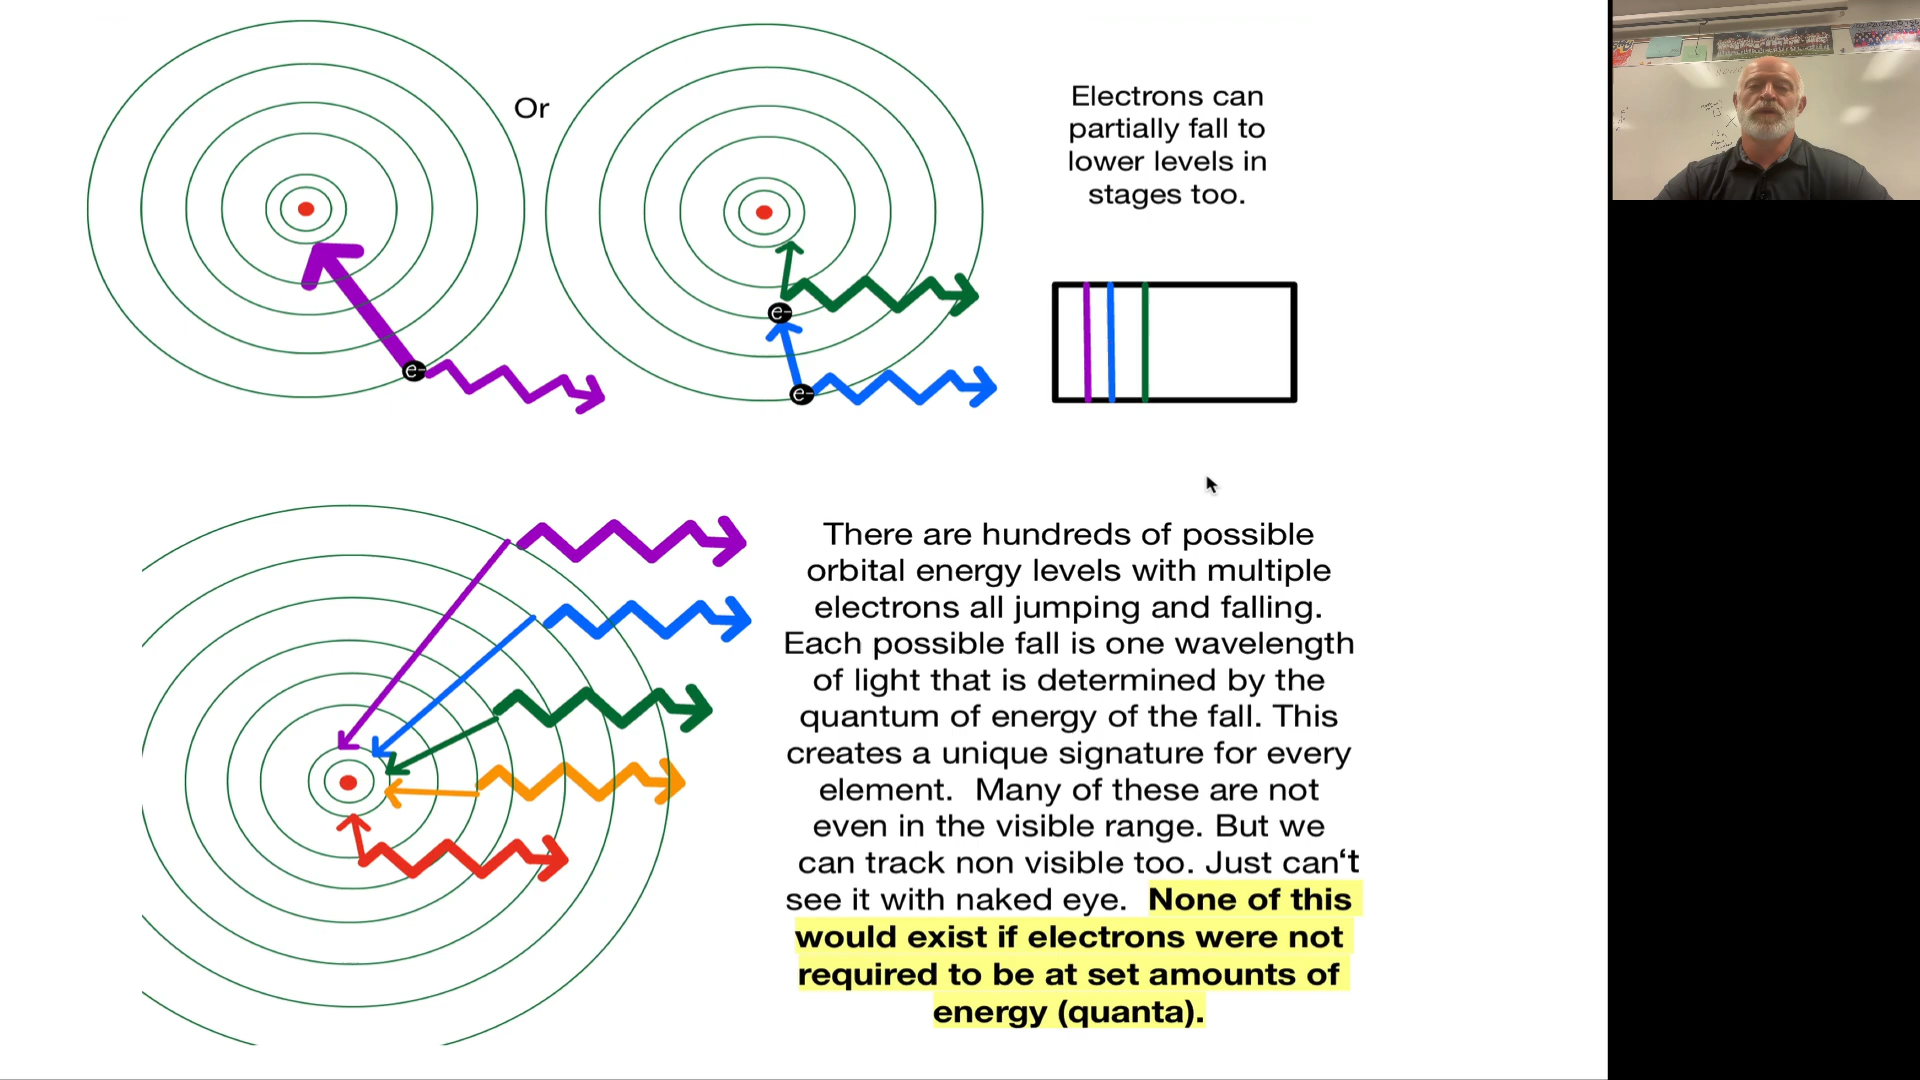 Or
Electrons can
partially fall to
lower levels in
stages too.
e-
e-
e-
There are hundreds of possible
orbital energy levels with multiple
electrons all jumping and falling.
Each possible fall is one wavelength
of light that is determined by the
quantum of energy of the fall. This
creates a unique signature for every
element. Many of these are not
even in the visible range. But we
can track non visible too. Just can‘t
see it with naked eye. None of this
would exist if electrons were not
required to be at set amounts of
energy (quanta).